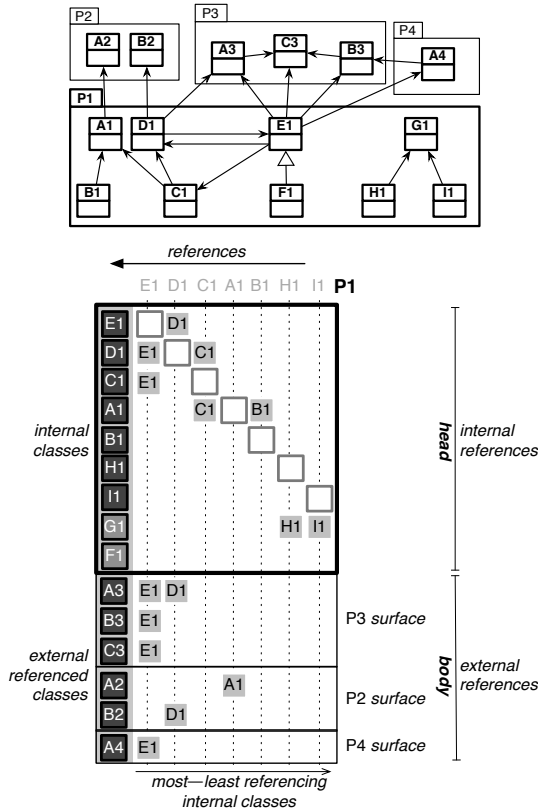 P2
A2 B2
P3
A3 C3 B3
P4
A4
P1
A1 D1 E1 G1
B1 C1 F1 H1 I1
references
E1 D1 C1 A1 B1 H1 I1 P1
E1 D1
D1 E1 C1
C1 E1
A1 C1 B1
B1
H1
I1
G1 H1 I1
F1
internal
classes
head
internal
references
A3 E1 D1
B3 E1
C3 E1
P3 surface
A2 A1
B2 D1
P2 surface
A4 E1
P4 surface
external
referenced
classes
body
external
references
most—least referencing
internal classes